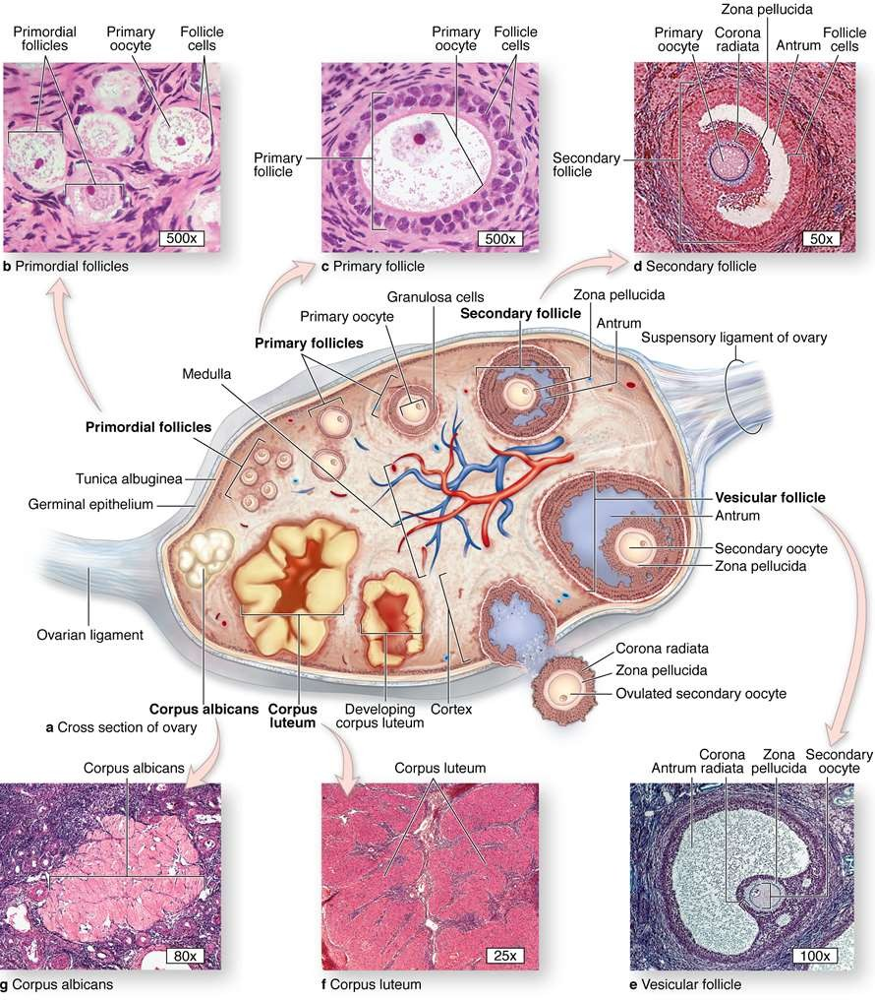 Zona pellucida
Primordial
follicles
Primary
oocyte
Follicle
cells
Primary
oocyte
Follicle
cells
Primary
oocyte
Corona
radiata
Antrum
Follicle
cells
Primary
follicle
Secondary
follicle
500x
500x
50x
b Primordial follicles
c Primary follicle
d Secondary follicle
Granulosa cells
Zona pellucida
Primary oocyte
Secondary follicle
Antrum
Primary follicles
Suspensory ligament of ovary
Medulla
Primordial follicles
Tunica albuginea
Germinal epithelium
Vesicular follicle
Antrum
Secondary oocyte
Zona pellucida
Ovarian ligament
Corona radiata
Zona pellucida
Ovulated secondary oocyte
Corpus albicans
Corpus
luteum
Developing
corpus luteum
Cortex
a Cross section of ovary
Corpus albicans
Corpus luteum
Antrum
Corona
radiata
Zona
pellucida
Secondary
oocyte
80x
25x
100x
g Corpus albicans
f Corpus luteum
e Vesicular follicle